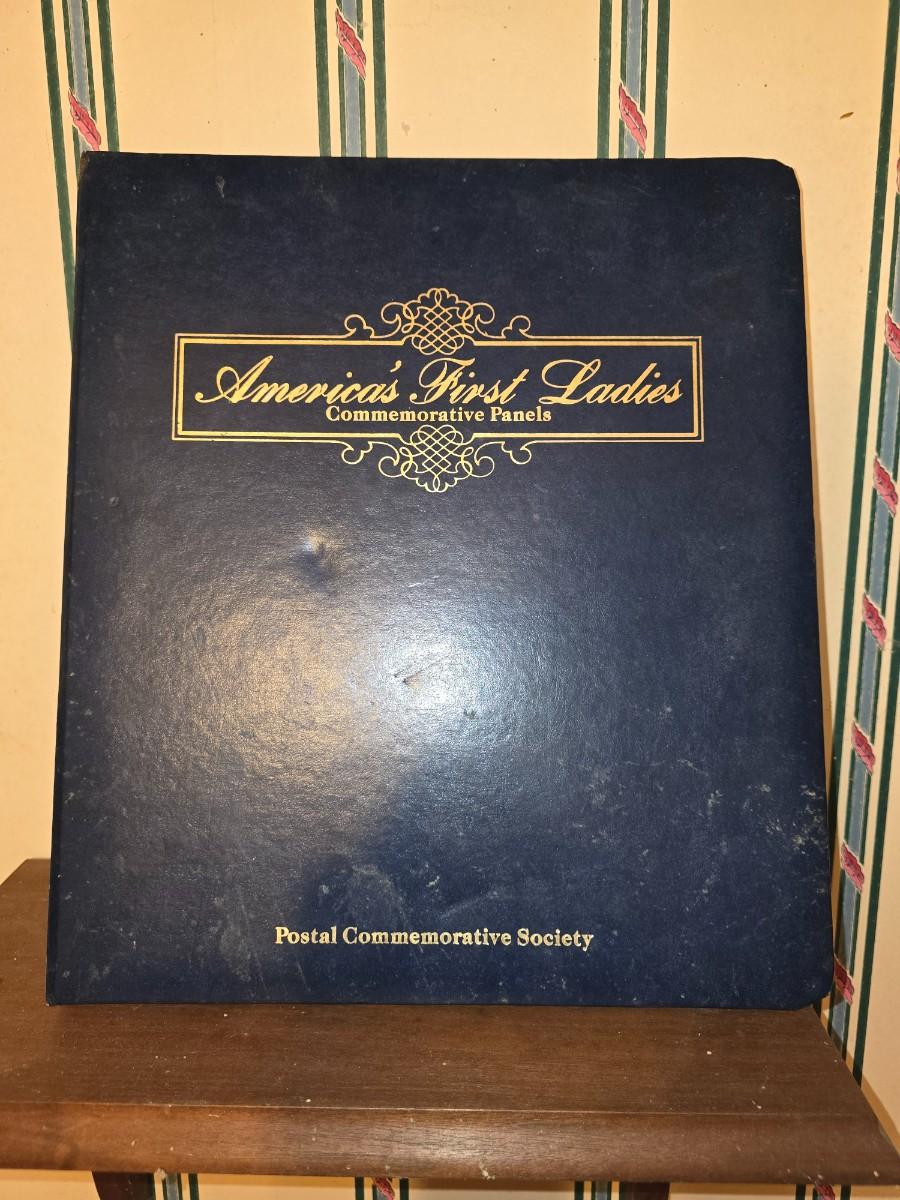 America's First Ladies
Commemorative Panels
Postal Commemorative Society